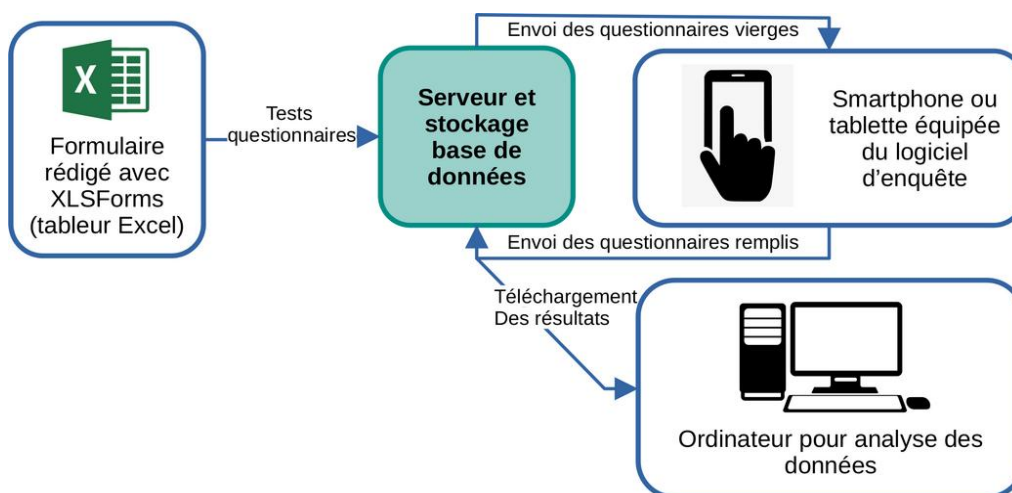 X
Formulaire
rédigé avec
XLSForms
(tableur Excel)
Tests
questionnaires
Serveur et
stockage
base de
données
Envoi des questionnaires vierges
Smartphone ou
tablette équipée
du logiciel
d’enquête
Envoi des questionnaires remplis
Téléchargement
Des résultats
Ordinateur pour analyse des
données